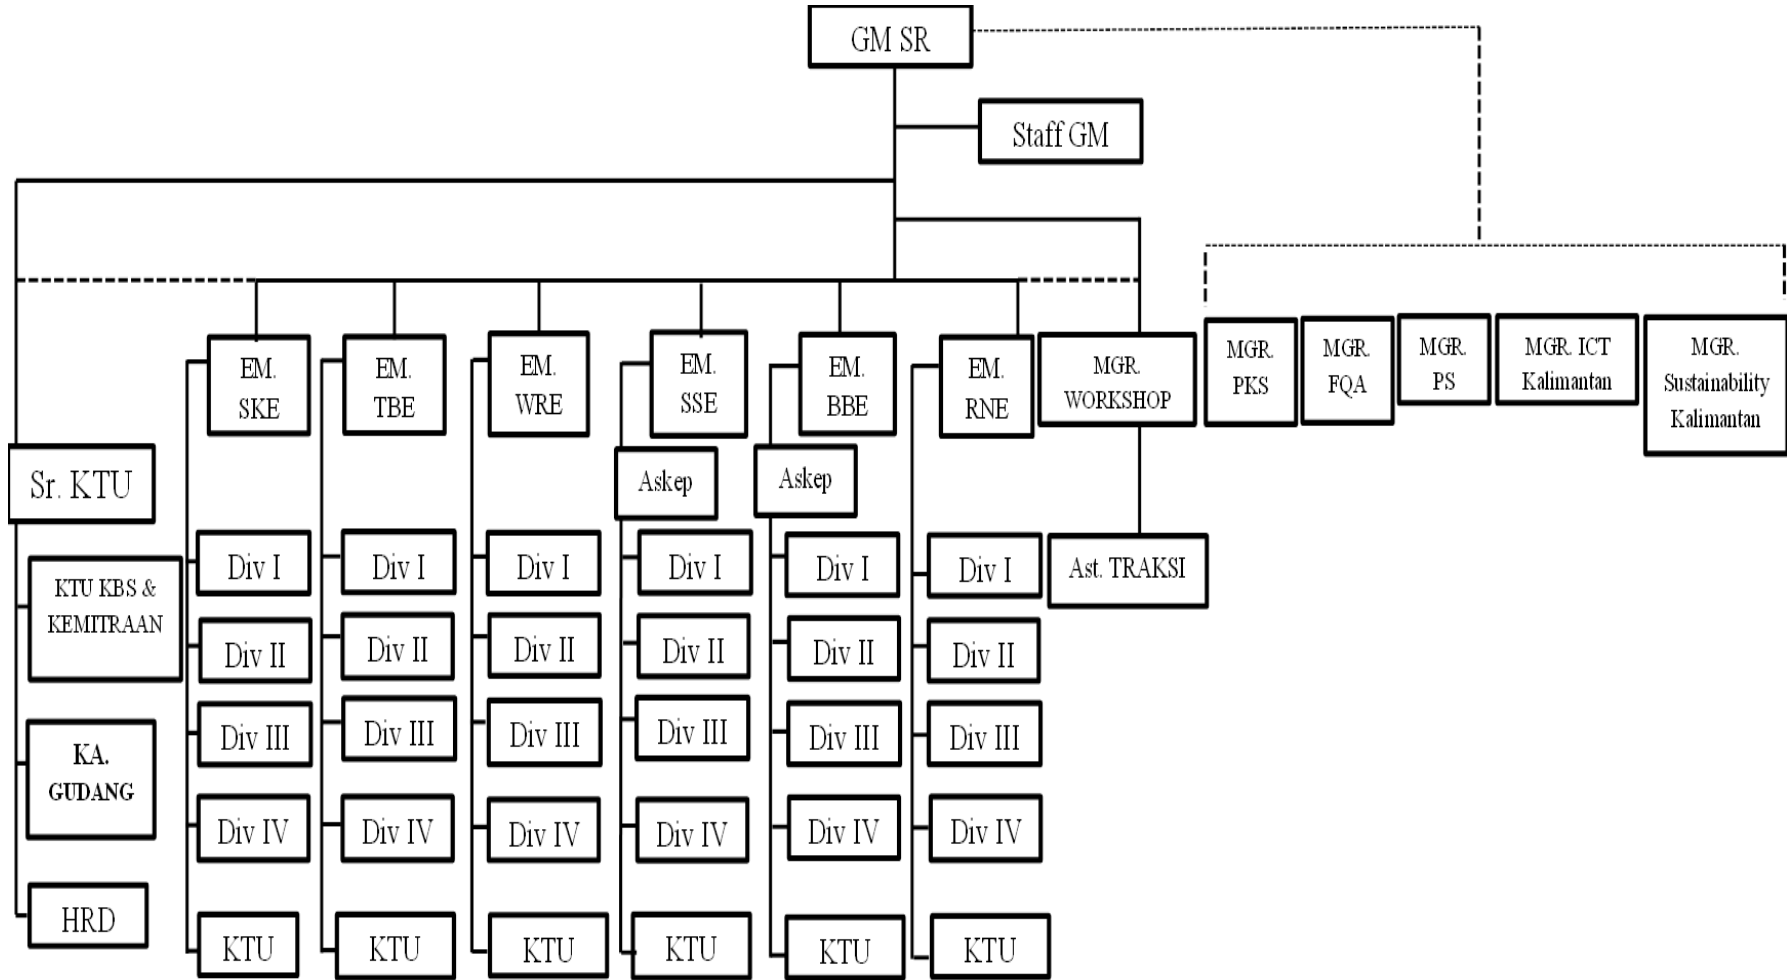 GM SR
Staff GM
EM.
SKE
EM.
TBE
EM.
WRE
EM.
SSE
EM.
BBE
EM.
RNE
MGR.
WORKSHOP
MGR.
PKS
MGR.
FQA
MGR.
PS
MGR. ICT
Kalimantan
MGR.
Sustainability
Kalimantan
Sr. KTU
Askep
Askep
KTU KBS &
KEMITRAAN
Div I
Div I
Div I
Div I
Div I
Div I
Ast. TRAKSI
Div II
Div II
Div II
Div II
Div II
Div II
KA.
GUDANG
Div III
Div III
Div III
Div III
Div III
Div III
Div IV
Div IV
Div IV
Div IV
Div IV
Div IV
HRD
KTU
KTU
KTU
KTU
KTU
KTU